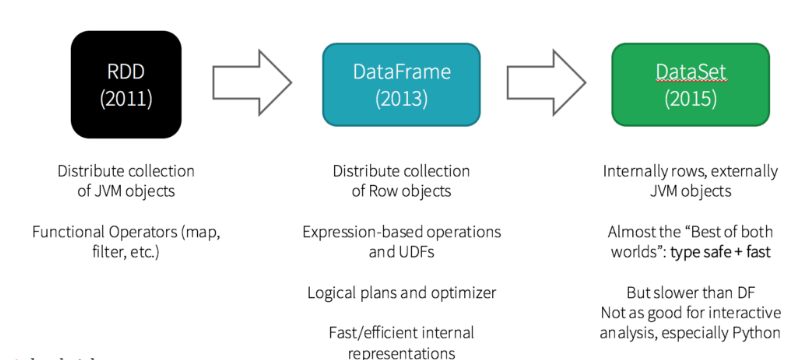 RDD
(2011)
DataFrame
(2013)
DataSet
(2015)
Distribute collection
of JVM objects
Functional Operators (map,
filter, etc.)
Distribute collection
of Row objects
Expression-based operations
and UDFs
Logical plans and optimizer
Fast/efficient internal
representations
Internally rows, externally
JVM objects
Almost the “Best of both
worlds”: type safe + fast
But slower than DF
Not as good for interactive
analysis, especially Python